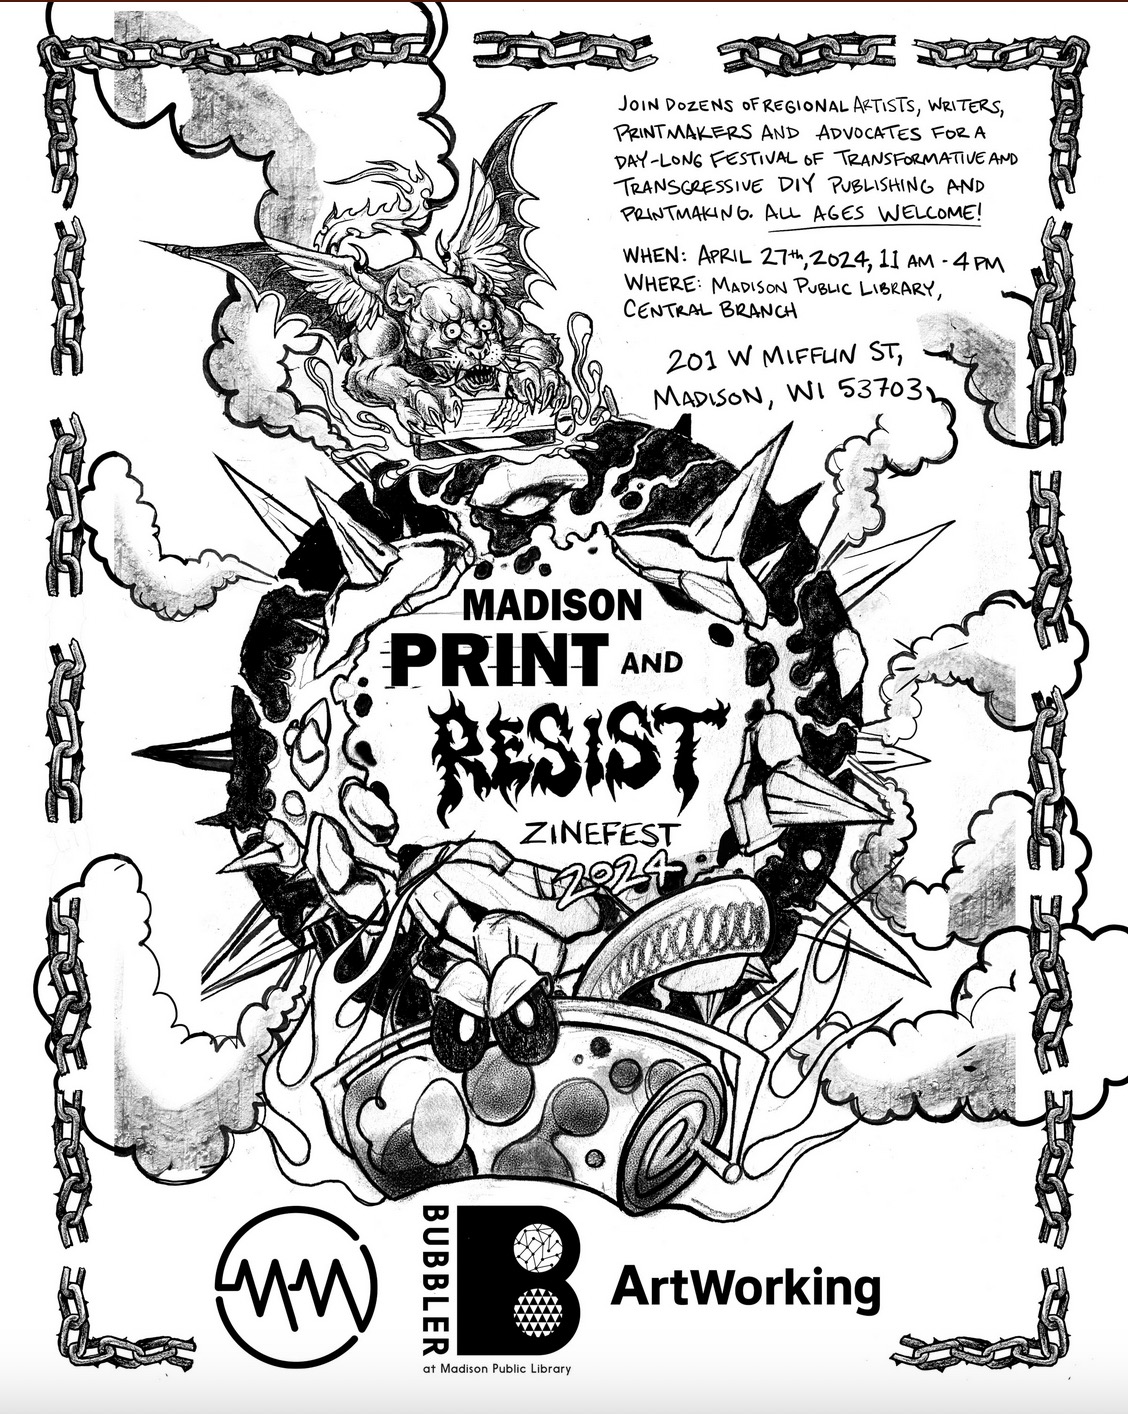 JOIN DOZENS OF REGIONAL ARTISTS, WRITERS,
PRINTMAKERS AND ADVOCATES FOR A
DAY-LONG FESTIVAL OF TRANSFORMATIVE AND
TRANSGRESSIVE DIY PUBLISHING AND
PRINTMAKING. ALL AGES WELCOME!
WHEN: APRIL 27th, 2024, 11 AM - 4 PM
WHERE: MADISON PUBLIC LIBRARY,
CENTRAL BRANCH
201 W MIFFLIN ST,
MADISON, WI 53703
MADISON
PRINT AND
RESIST
ZINEFEST
2024
BUBBLER
B
at Madison Public Library
ArtWorking